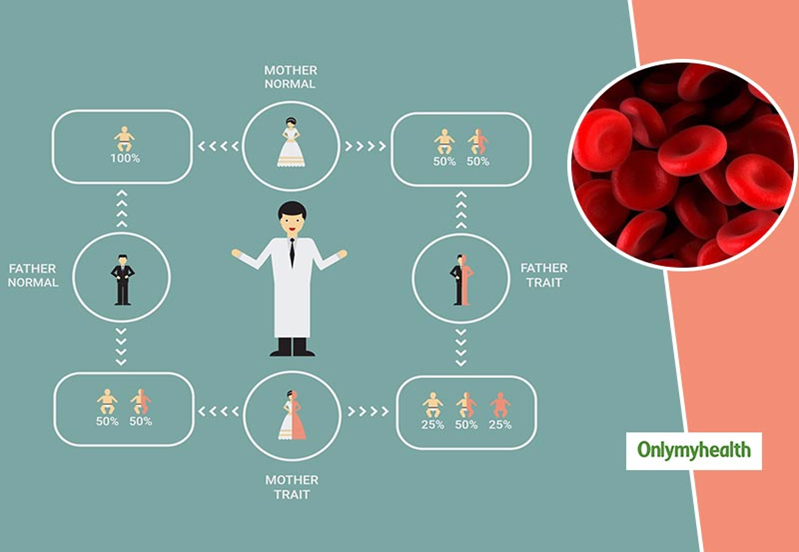 MOTHER
NORMAL
100%
50% 50%
FATHER
NORMAL
FATHER
TRAIT
50% 50%
25% 50% 25%
MOTHER
TRAIT
Onlymyhealth